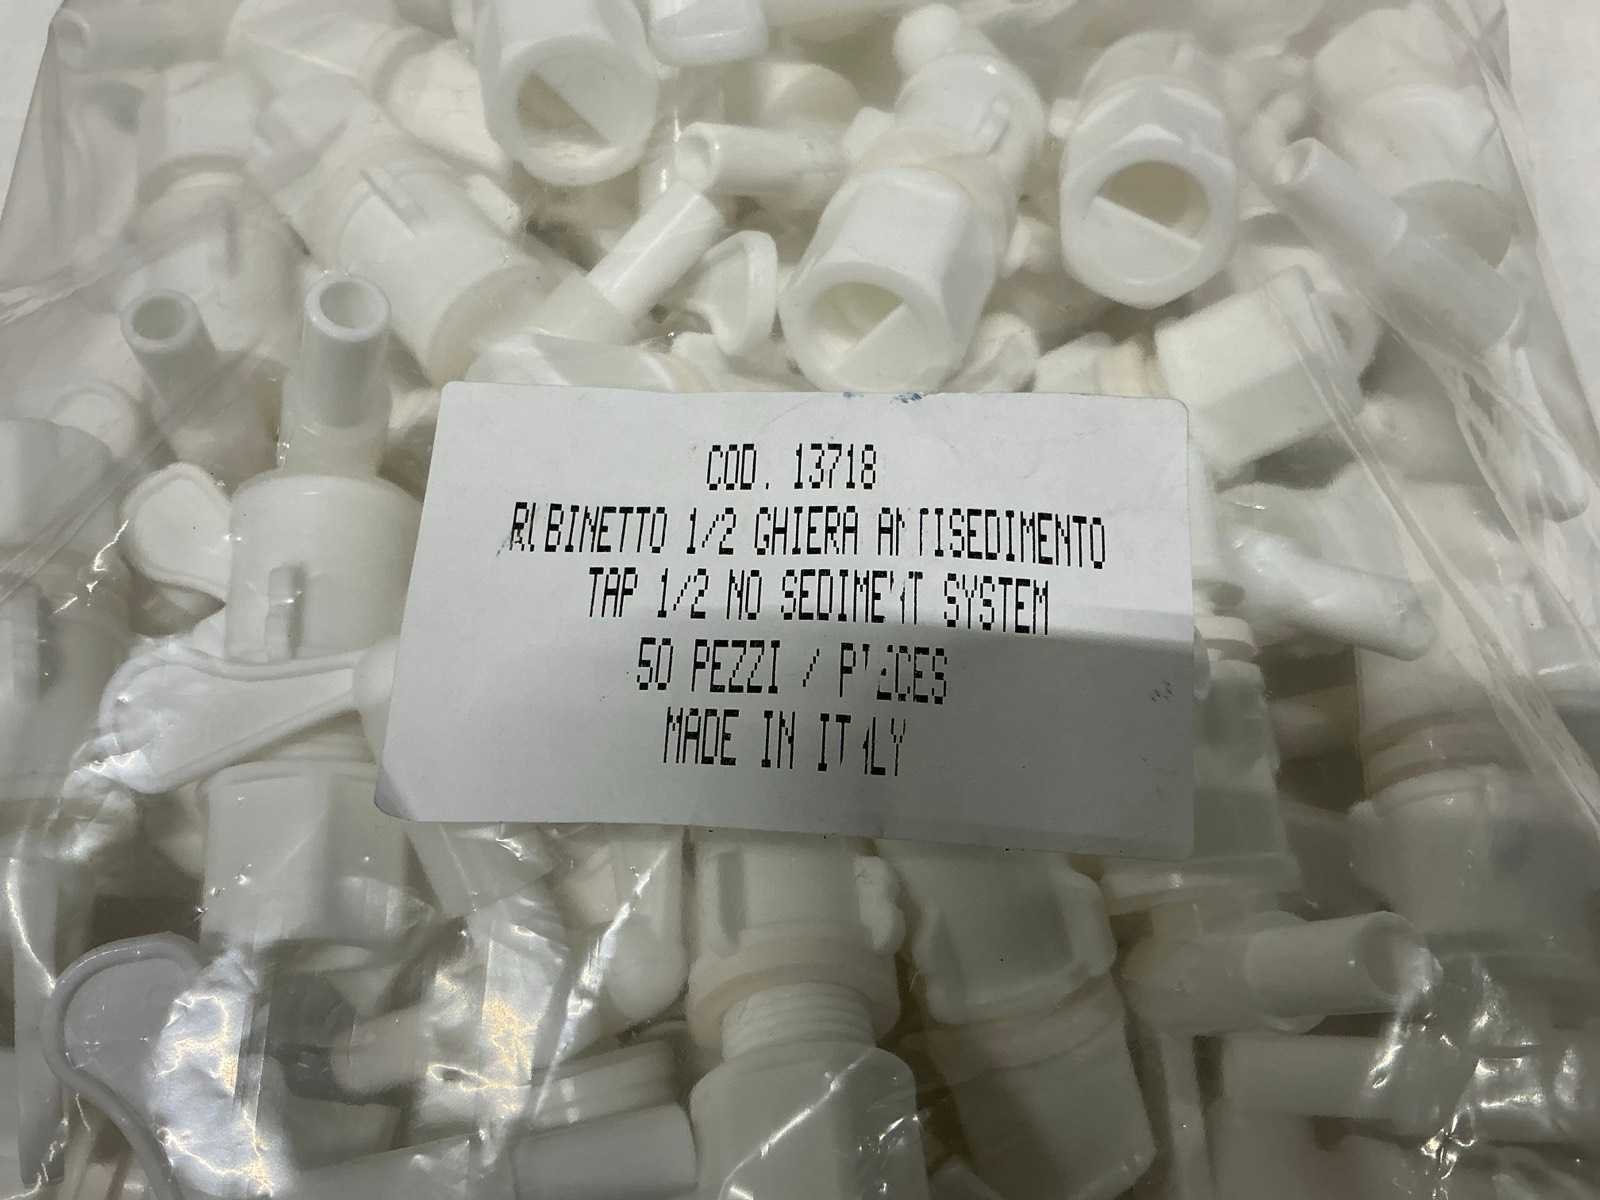 COD. 13718
RUBINETTO 1/2 GHIERA ANTISEDIMENTO
TAP 1/2 NO SEDIMENT SYSTEM
50 PEZZI / PIECES
MADE IN ITALY